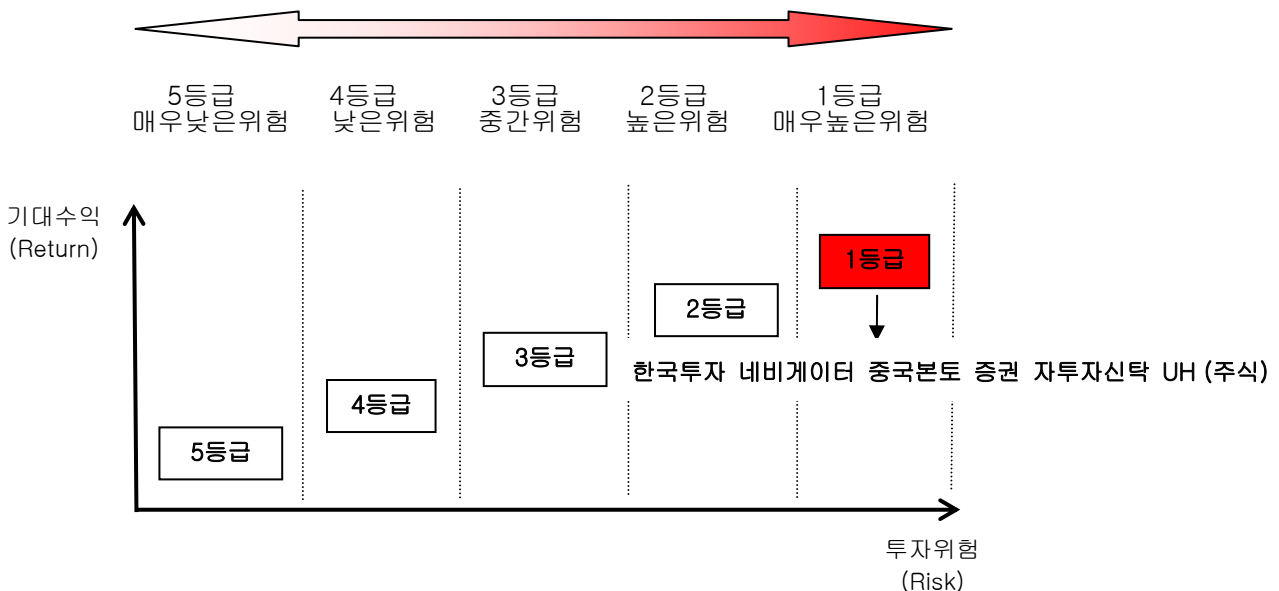 5등급 4등급 3등급 2등급 1등급
매우낮은위험 낮은위험 중간위험 높은위험 매우높은위험
기대수익
(Return)
1등급
2등급
3등급
한국투자 네비게이터 중국본토 증권 자투자신탁 UH (주식)
4등급
5등급
투자위험
(Risk)